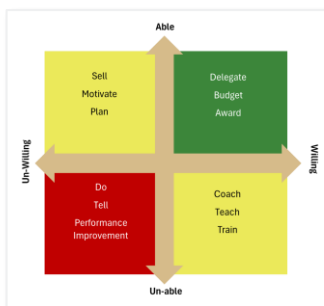 Able
Sell
Motivate
Plan
Delegate
Budget
Award
Un-Willing
Willing
Do
Tell
Performance
Improvement
Coach
Teach
Train
Un-able